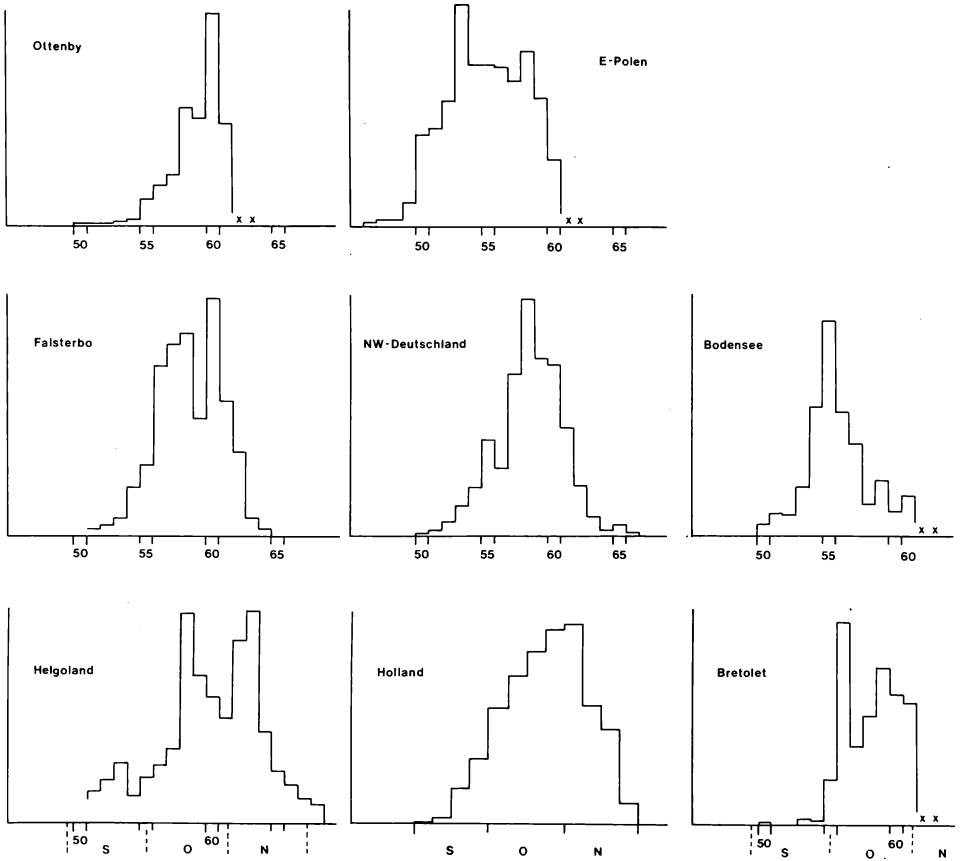 Ottenby
E-Polen
x x
x x
50 55 60 65
50 55 60 65
Falsterbo
NW-Deutschland
Bodensee
x x
50 55 60 65
50 55 60 65
50 55 60
Helgoland
Holland
Bretolet
x x
50 60
60
S O N
S O N
S O N